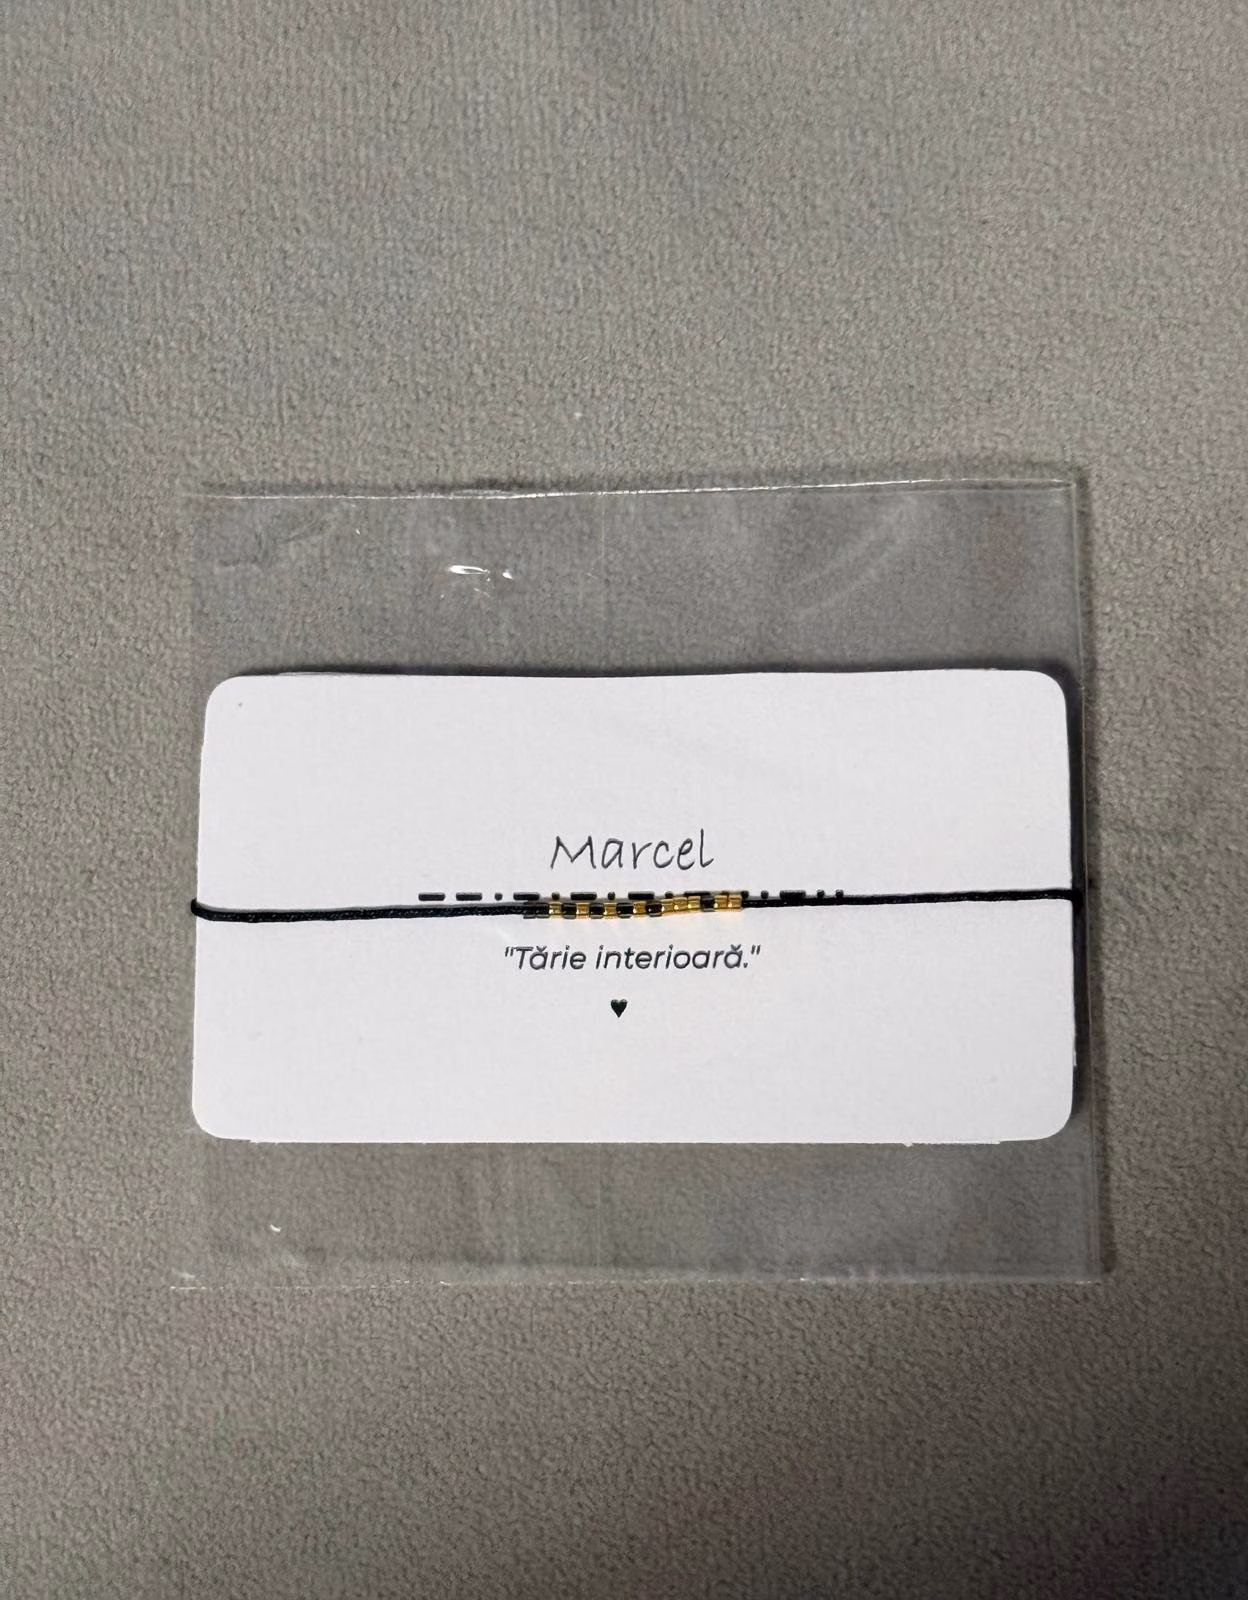 Marcel
"Tărie interioară."
♥